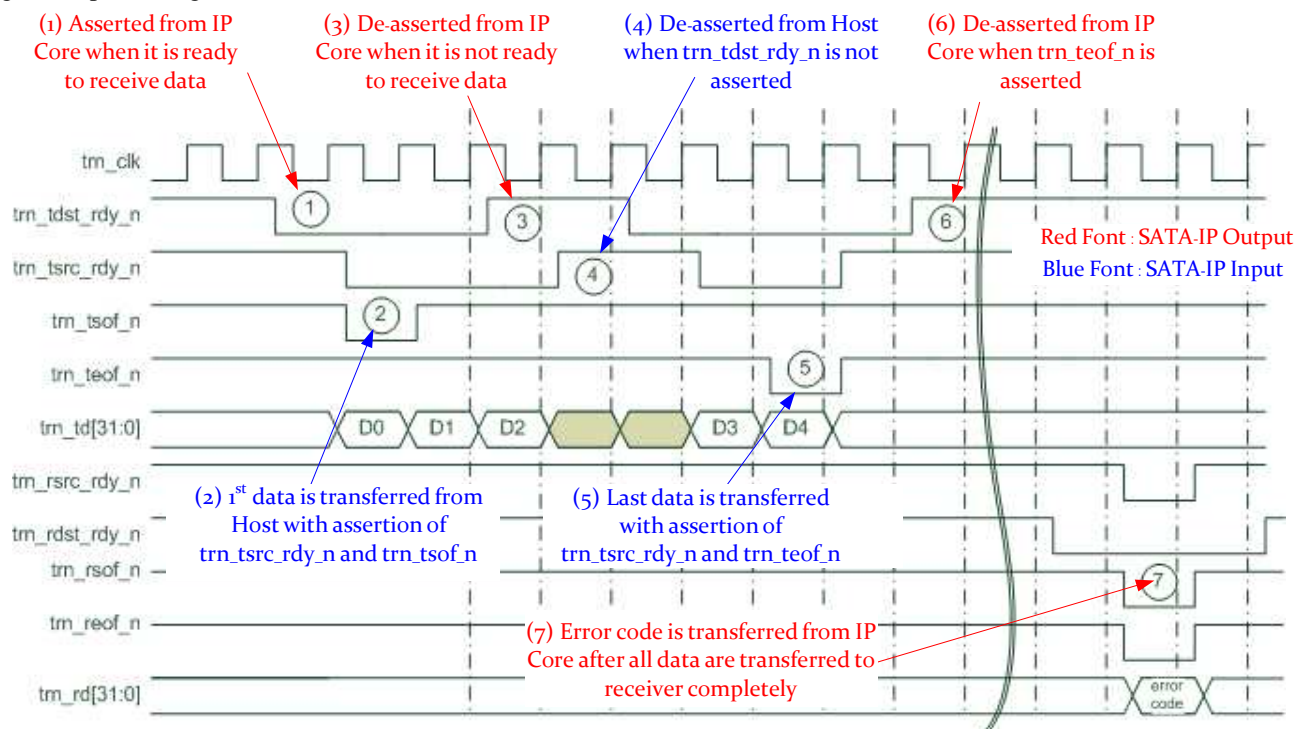 (1) Asserted from IP
Core when it is ready
to receive data
(3) De-asserted from IP
Core when it is not ready
to receive data
(4) De-asserted from Host
when trn_tdst_rdy_n is not
asserted
(6) De-asserted from IP
Core when trn_teof_n is
asserted
trn_clk
trn_tdst_rdy_n
1
3
6
Red Font : SATA-IP Output
Blue Font : SATA-IP Input
trn_tsrc_rdy_n
4
trn_tsof_n
2
trn_teof_n
5
trn_td[31:0]
D0
D1
D2
D3
D4
trn_rsrc_rdy_n
(2) 1st data is transferred from
Host with assertion of
trn_tsrc_rdy_n and trn_tsof_n
(5) Last data is transferred
with assertion of
trn_tsrc_rdy_n and trn_teof_n
trn_rdst_rdy_n
trn_rsof_n
7
trn_reof_n
(7) Error code is transferred from IP
Core after all data are transferred to
receiver completely
trn_rd[31:0]
error
code